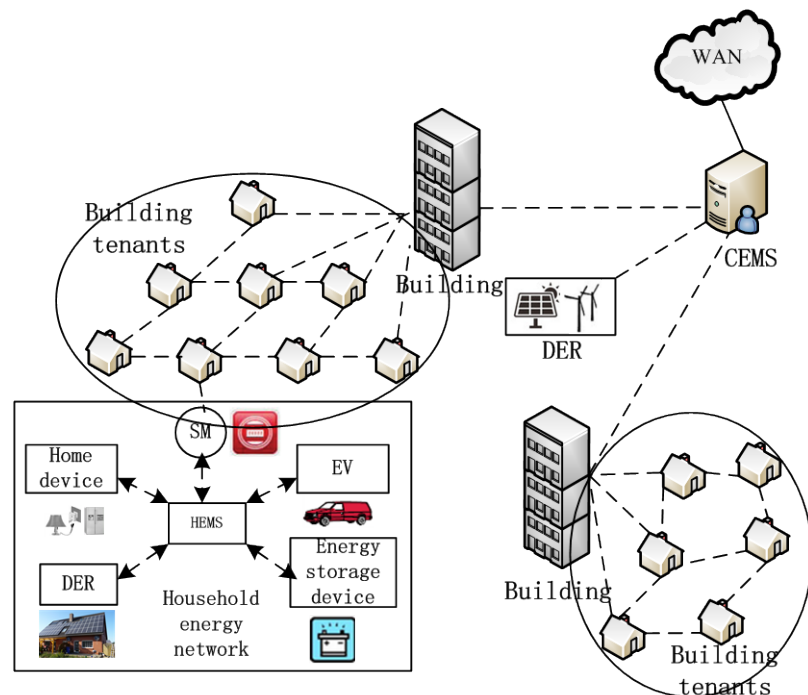 WAN
Building
tenants
Building
CEMS
DER
SM
Home
device
EV
HEMS
DER
Energy
storage
device
Household
energy
network
Building
Building
tenants